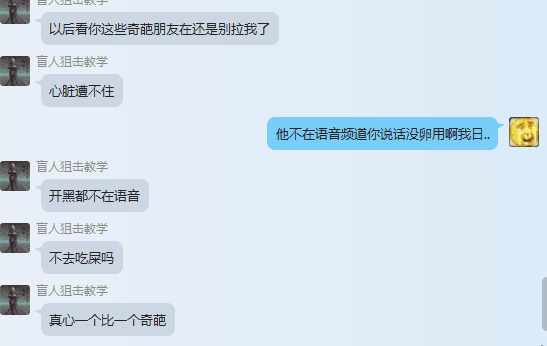 盲人狙击教学
以后看你这些奇葩朋友在还是别拉我了
盲人狙击教学
心脏遭不住
他不在语音频道你说话没卵用啊我日..
盲人狙击教学
开黑都不在语音
盲人狙击教学
不去吃屎吗
盲人狙击教学
真心一个比一个奇葩